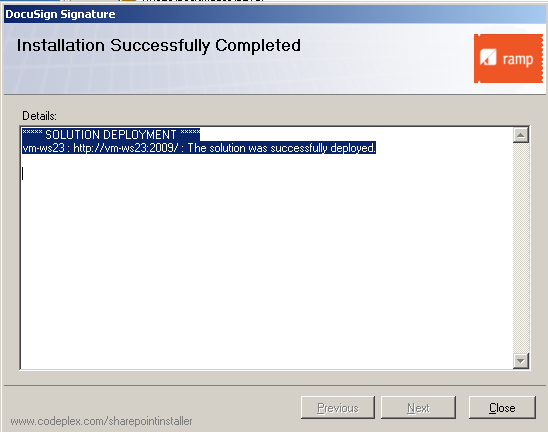 DocuSign Signature
Installation Successfully Completed
ramp
Details:
***** SOLUTION DEPLOYMENT *****
vm-ws23 : http://vm-ws23:2009/ : The solution was successfully deployed.
Previous
Next
Close
www.codeplex.com/sharepointinstaller